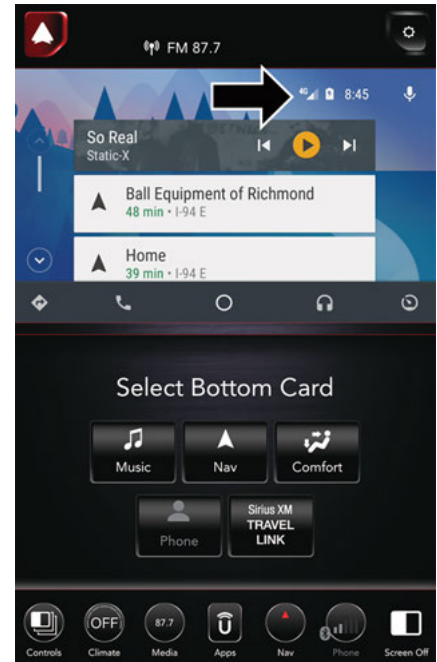 FM 87.7
4G 8:45
So Real
Static-X
Ball Equipment of Richmond
48 min • I-94 E
Home
39 min • I-94 E
Select Bottom Card
Music
Nav
Comfort
Phone
Sirius XM
TRAVEL
LINK
OFF
87.7
Controls
Climate
Media
Apps
Nav
Phone
Screen Off